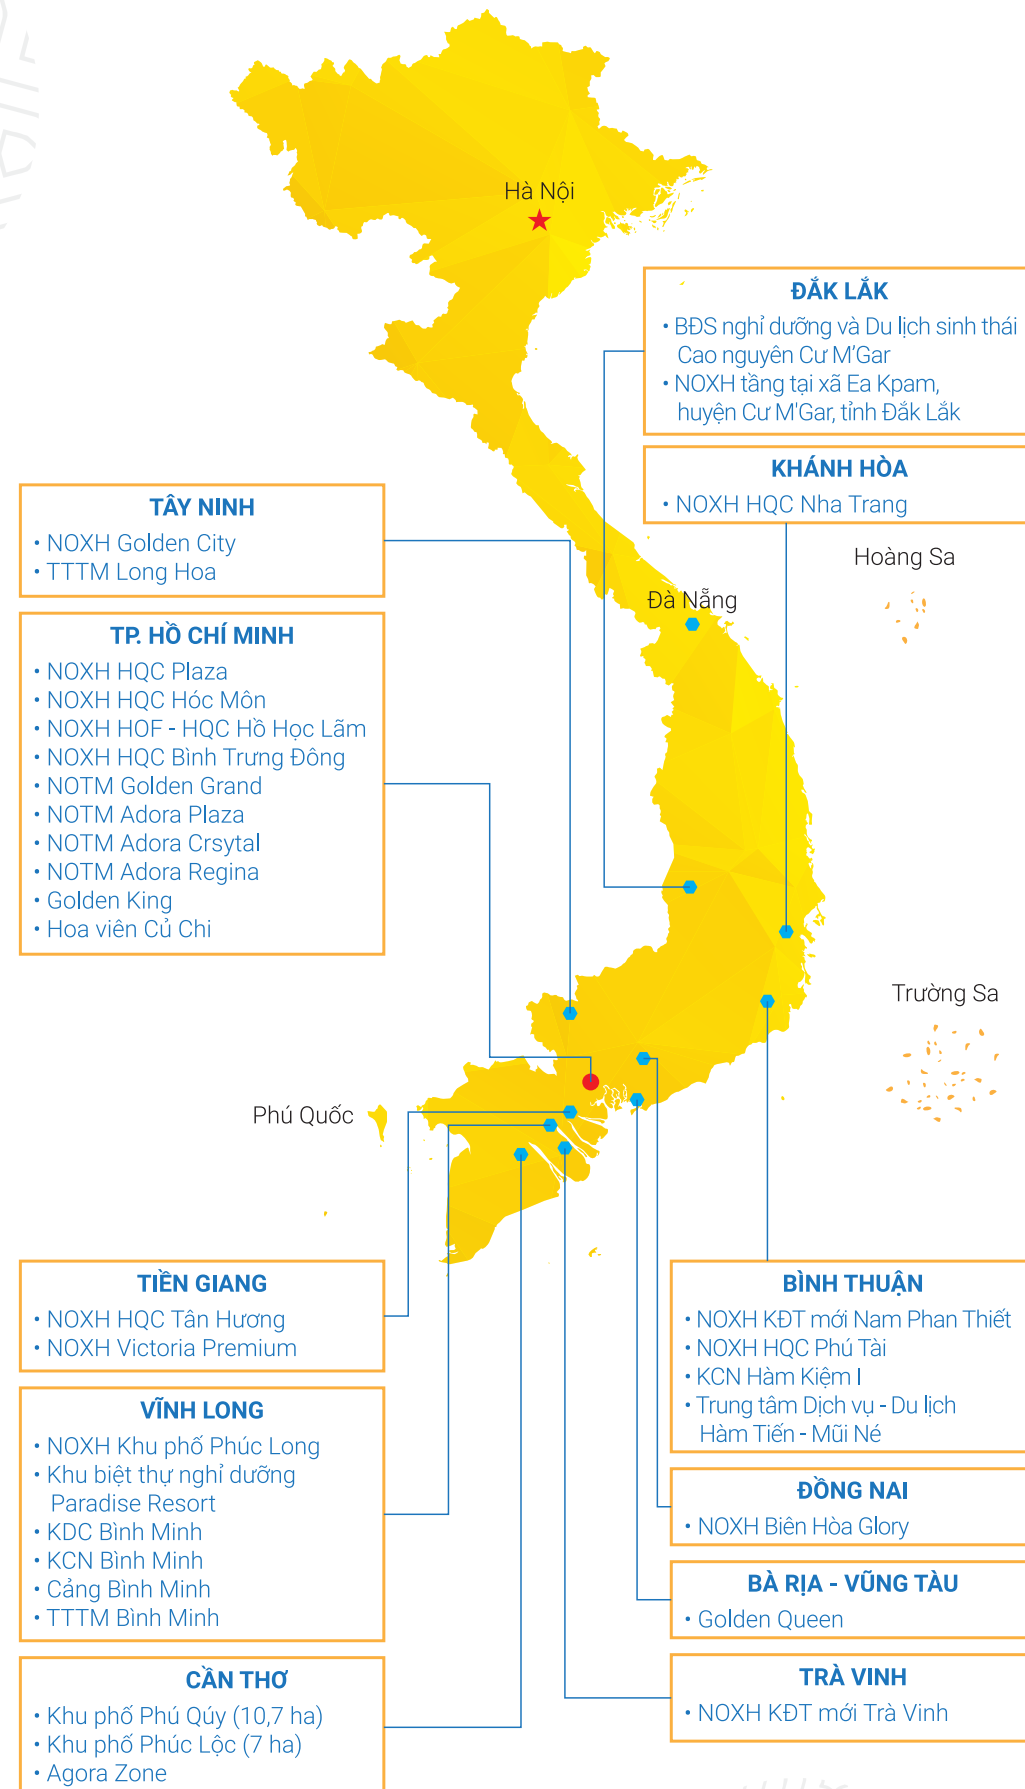 Hà Nội
ĐẮK LẮK
• BĐS nghỉ dưỡng và Du lịch sinh thái
Cao nguyên Cư M'Gar
• NOXH tầng tại xã Ea Kpam,
huyện Cư M'Gar, tỉnh Đắk Lắk
KHÁNH HÒA
• NOXH HQC Nha Trang
TÂY NINH
• NOXH Golden City
• TTTM Long Hoa
Hoàng Sa
Đà Nẵng
TP. HỒ CHÍ MINH
• NOXH HQC Plaza
• NOXH HQC Hóc Môn
• NOXH HOF - HQC Hồ Học Lãm
• NOXH HQC Bình Trưng Đông
• NOTM Golden Grand
• NOTM Adora Plaza
• NOTM Adora Crsytal
• NOTM Adora Regina
• Golden King
• Hoa viên Củ Chi
Trường Sa
Phú Quốc
TIỀN GIANG
• NOXH HQC Tân Hương
• NOXH Victoria Premium
VĨNH LONG
• NOXH Khu phố Phúc Long
• Khu biệt thự nghỉ dưỡng
Paradise Resort
• KDC Bình Minh
• KCN Bình Minh
• Cảng Bình Minh
• TTTM Bình Minh
CẦN THƠ
• Khu phố Phú Qúy (10,7 ha)
• Khu phố Phúc Lộc (7 ha)
• Agora Zone
BÌNH THUẬN
• NOXH KĐT mới Nam Phan Thiết
• NOXH HQC Phú Tài
• KCN Hàm Kiệm I
• Trung tâm Dịch vụ - Du lịch
Hàm Tiến - Mũi Né
ĐỒNG NAI
• NOXH Biên Hòa Glory
BÀ RỊA - VŨNG TÀU
• Golden Queen
TRÀ VINH
• NOXH KĐT mới Trà Vinh